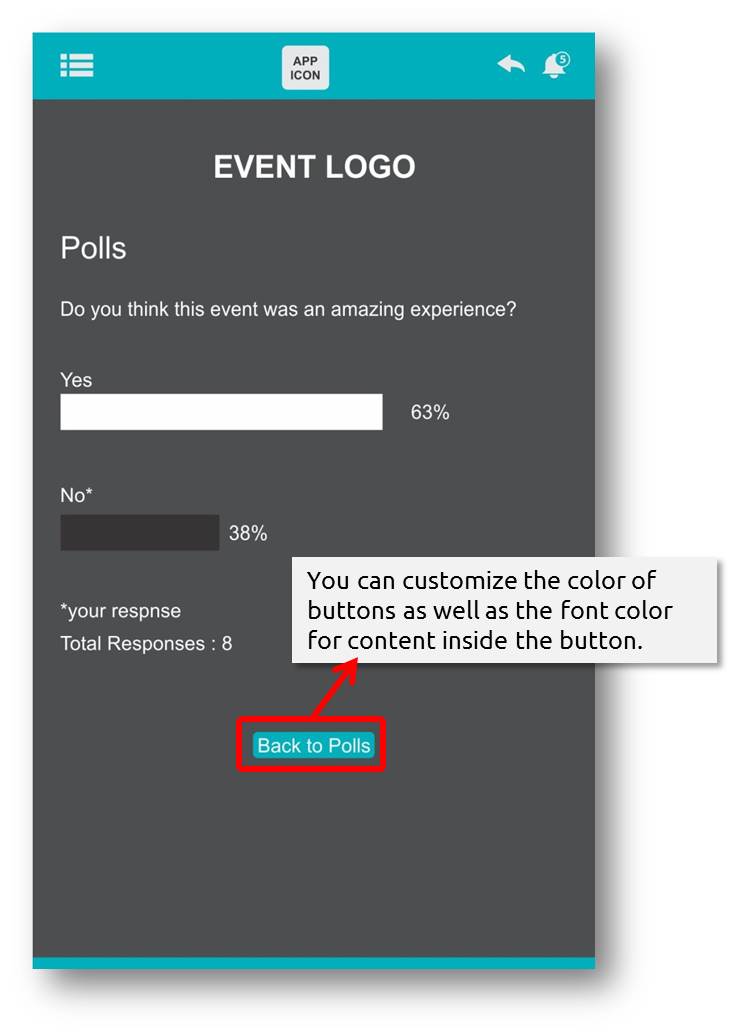 APP
ICON
5
EVENT LOGO
Polls
Do you think this event was an amazing experience?
Yes
63%
No*
38%
You can customize the color of
buttons as well as the font color
for content inside the button.
*your respnse
Total Responses : 8
Back to Polls